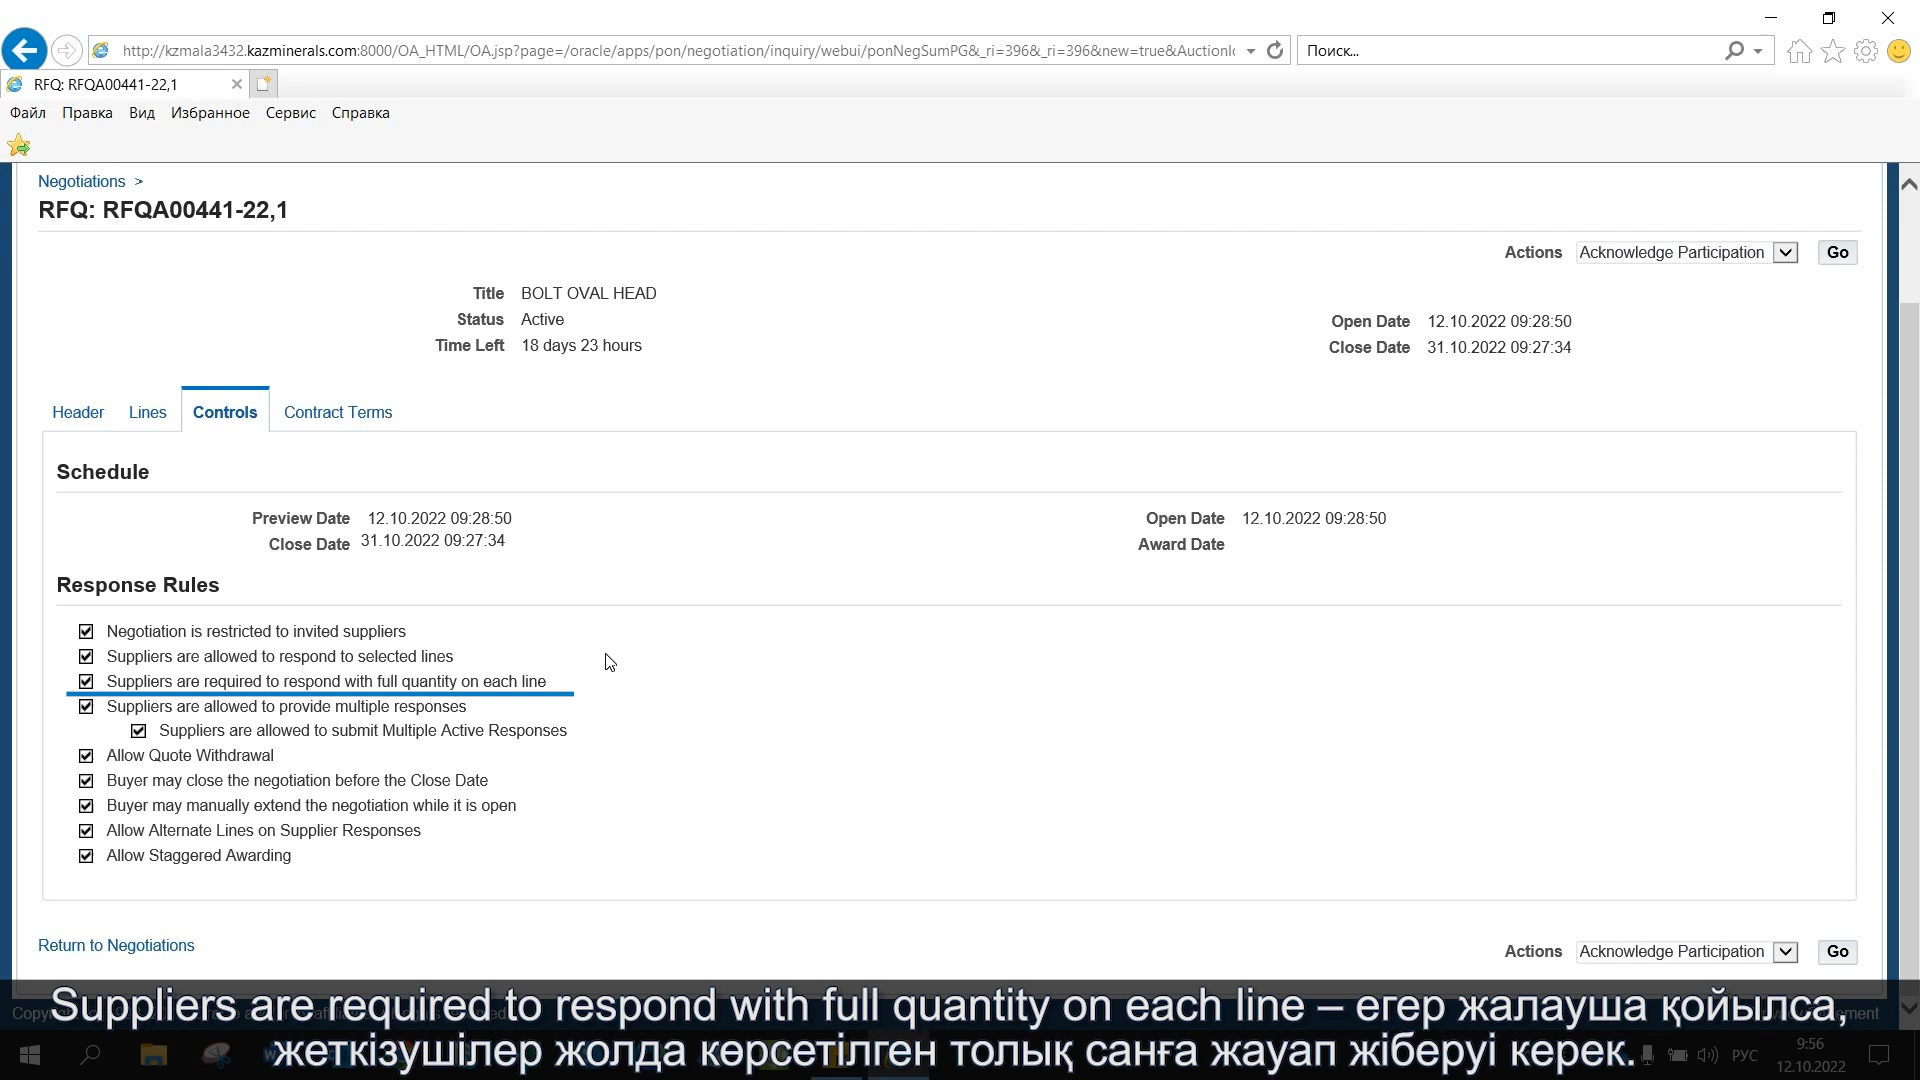 http://kzmala3432.kazminerals.com:8000/OA_HTML/OA.jsp?page=/oracle/apps/pon/negotiation/inquiry/webui/ponNegSumPG&_ri=396&_ri=396&new=true&AuctionI
Поиск...
RFQ: RFQA00441-22,1
Файл Правка Вид Избранное Сервис Справка
Negotiations >
RFQ: RFQA00441-22,1
Actions Acknowledge Participation Go
Title BOLT OVAL HEAD
Status Active
Time Left 18 days 23 hours
Open Date 12.10.2022 09:28:50
Close Date 31.10.2022 09:27:34
Header Lines Controls Contract Terms
Schedule
Preview Date 12.10.2022 09:28:50
Close Date 31.10.2022 09:27:34
Open Date 12.10.2022 09:28:50
Award Date
Response Rules
Negotiation is restricted to invited suppliers
Suppliers are allowed to respond to selected lines
Suppliers are required to respond with full quantity on each line
Suppliers are allowed to provide multiple responses
Suppliers are allowed to submit Multiple Active Responses
Allow Quote Withdrawal
Buyer may close the negotiation before the Close Date
Buyer may manually extend the negotiation while it is open
Allow Alternate Lines on Supplier Responses
Allow Staggered Awarding
Return to Negotiations
Actions Acknowledge Participation Go
Suppliers are required to respond with full quantity on each line – егер жалауша қойылса,
жеткізушілер жолда көрсетілген толық санға жауап жіберуі керек.
РУС
9:56
12.10.2022